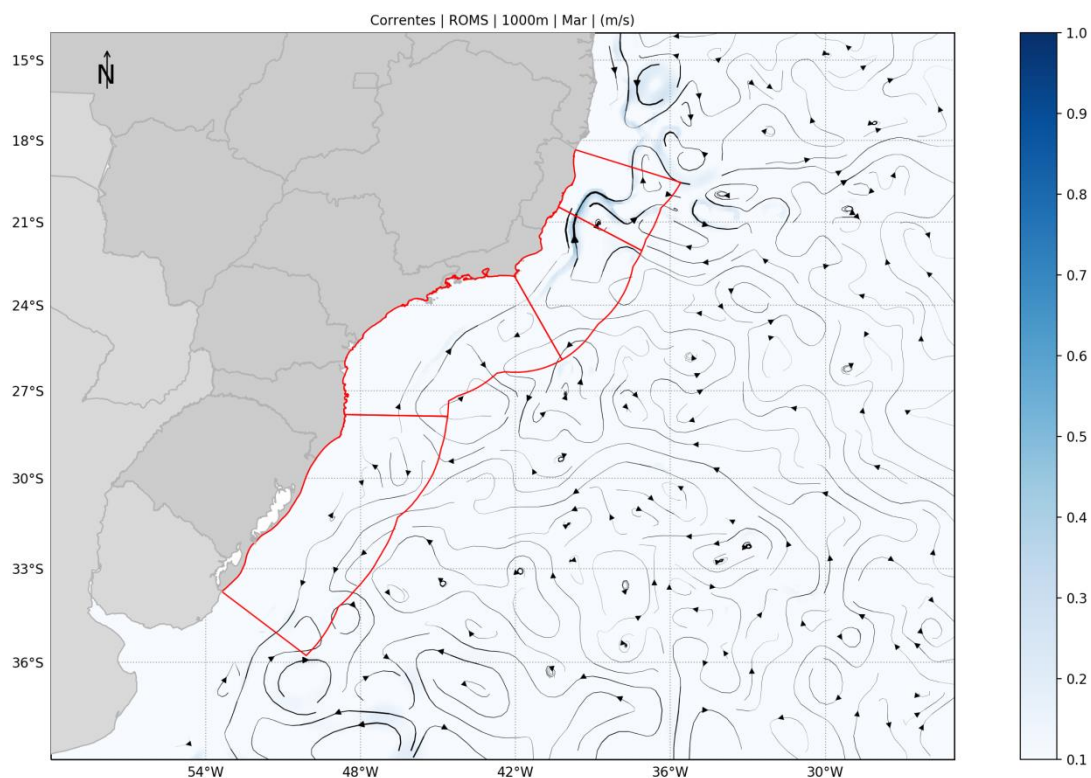 Correntes | ROMS | 1000m | Mar | (m/s)
N
15°S
18°S
21°S
24°S
27°S
30°S
33°S
36°S
54°W
48°W
42°W
36°W
30°W
1.0
0.9
0.8
0.7
0.6
0.5
0.4
0.3
0.2
0.1